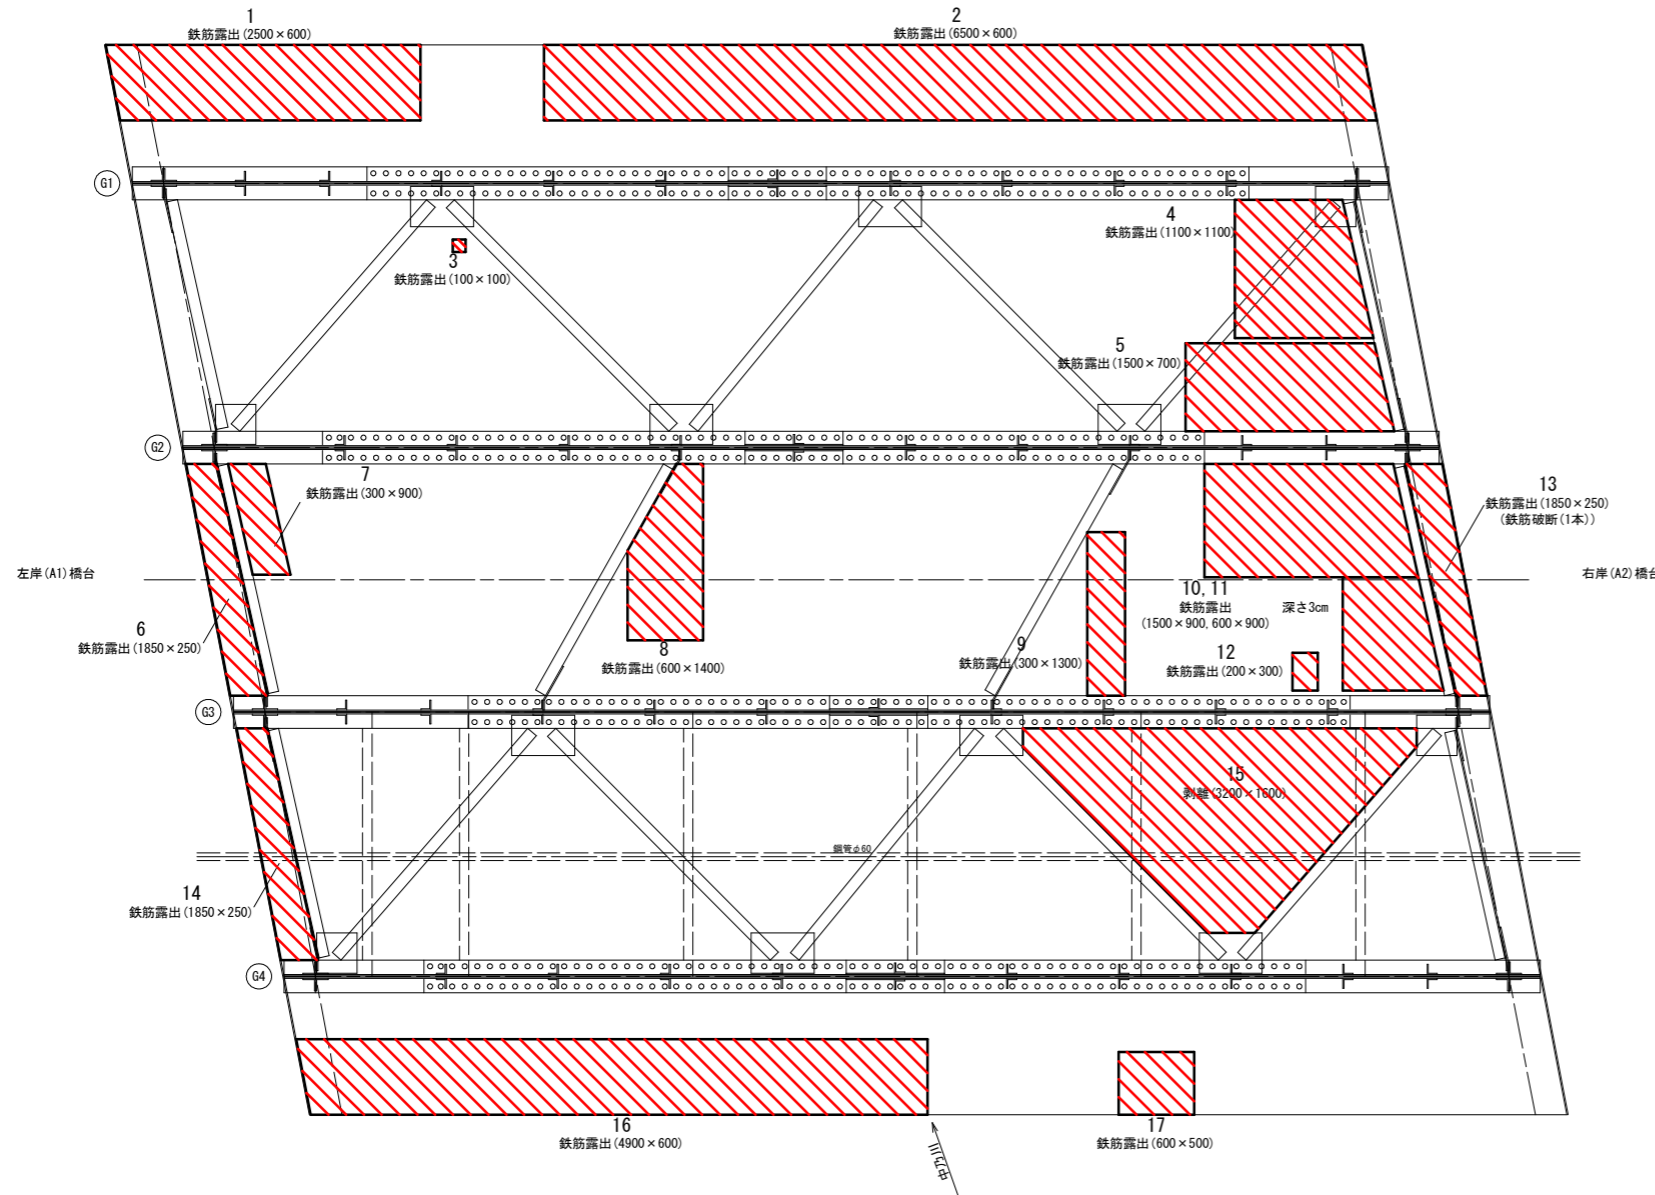 1
鉄筋露出(2500×600)
2
鉄筋露出(6500×600)
G1
4
鉄筋露出(1100×1100)
3
鉄筋露出(100×100)
5
鉄筋露出(1500×700)
G2
7
鉄筋露出(300×900)
13
鉄筋露出(1850×250)
(鉄筋破断(1本))
左岸(A1)橋台
右岸(A2)橋台
10, 11
鉄筋露出
(1500×900, 600×900)
深さ3cm
6
鉄筋露出(1850×250)
8
鉄筋露出(600×1400)
9
鉄筋露出(300×1300)
12
鉄筋露出(200×300)
G3
15
剥離(3200×1600)
鋼管φ60
14
鉄筋露出(1850×250)
G4
16
鉄筋露出(4900×600)
17
鉄筋露出(600×500)
中乃川